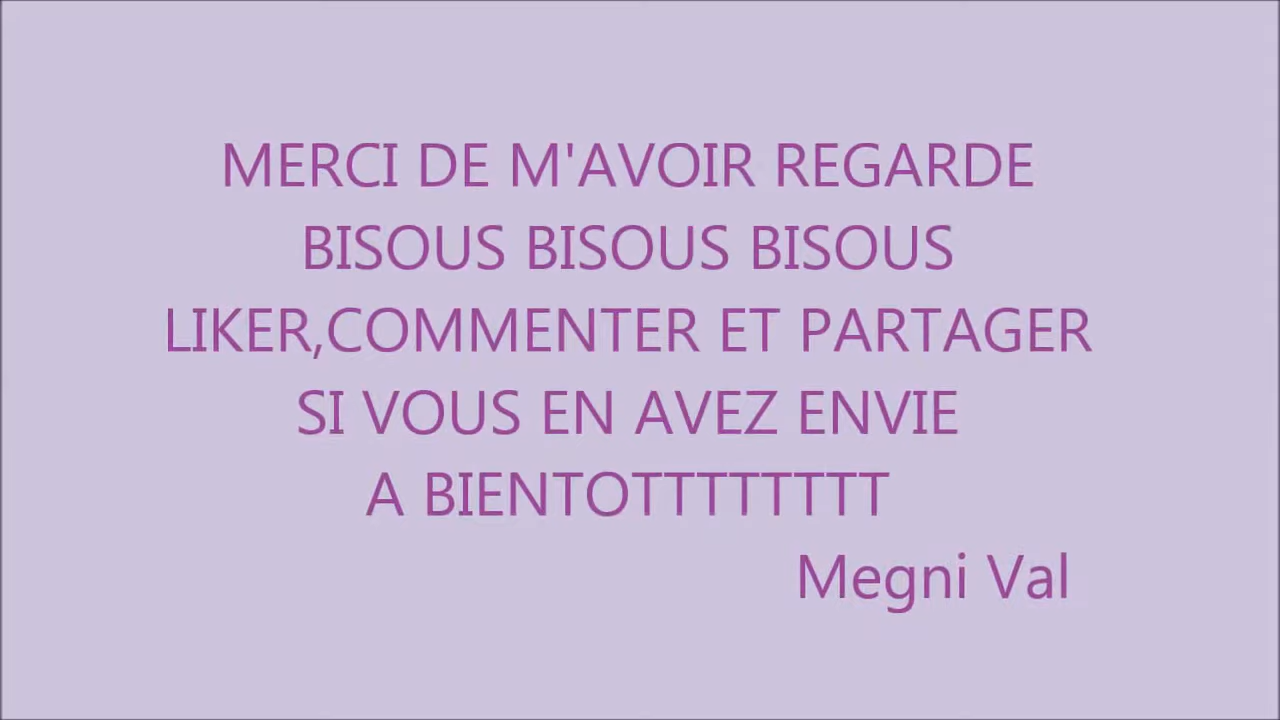 MERCI DE M'AVOIR REGARDE
BISOUS BISOUS BISOUS
LIKER,COMMENTER ET PARTAGER
SI VOUS EN AVEZ ENVIE
A BIENTOTTTTTTTT
Megni Val